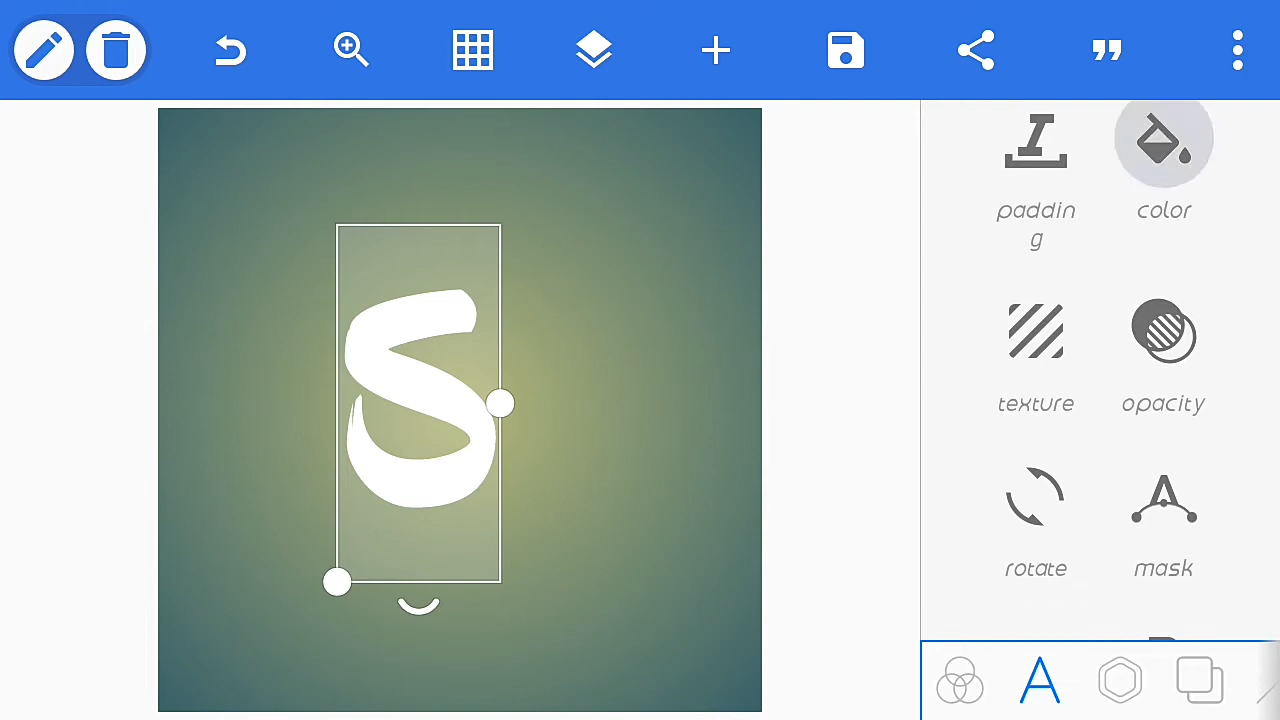 S
paddin
g
color
texture
opacity
rotate
mask
A